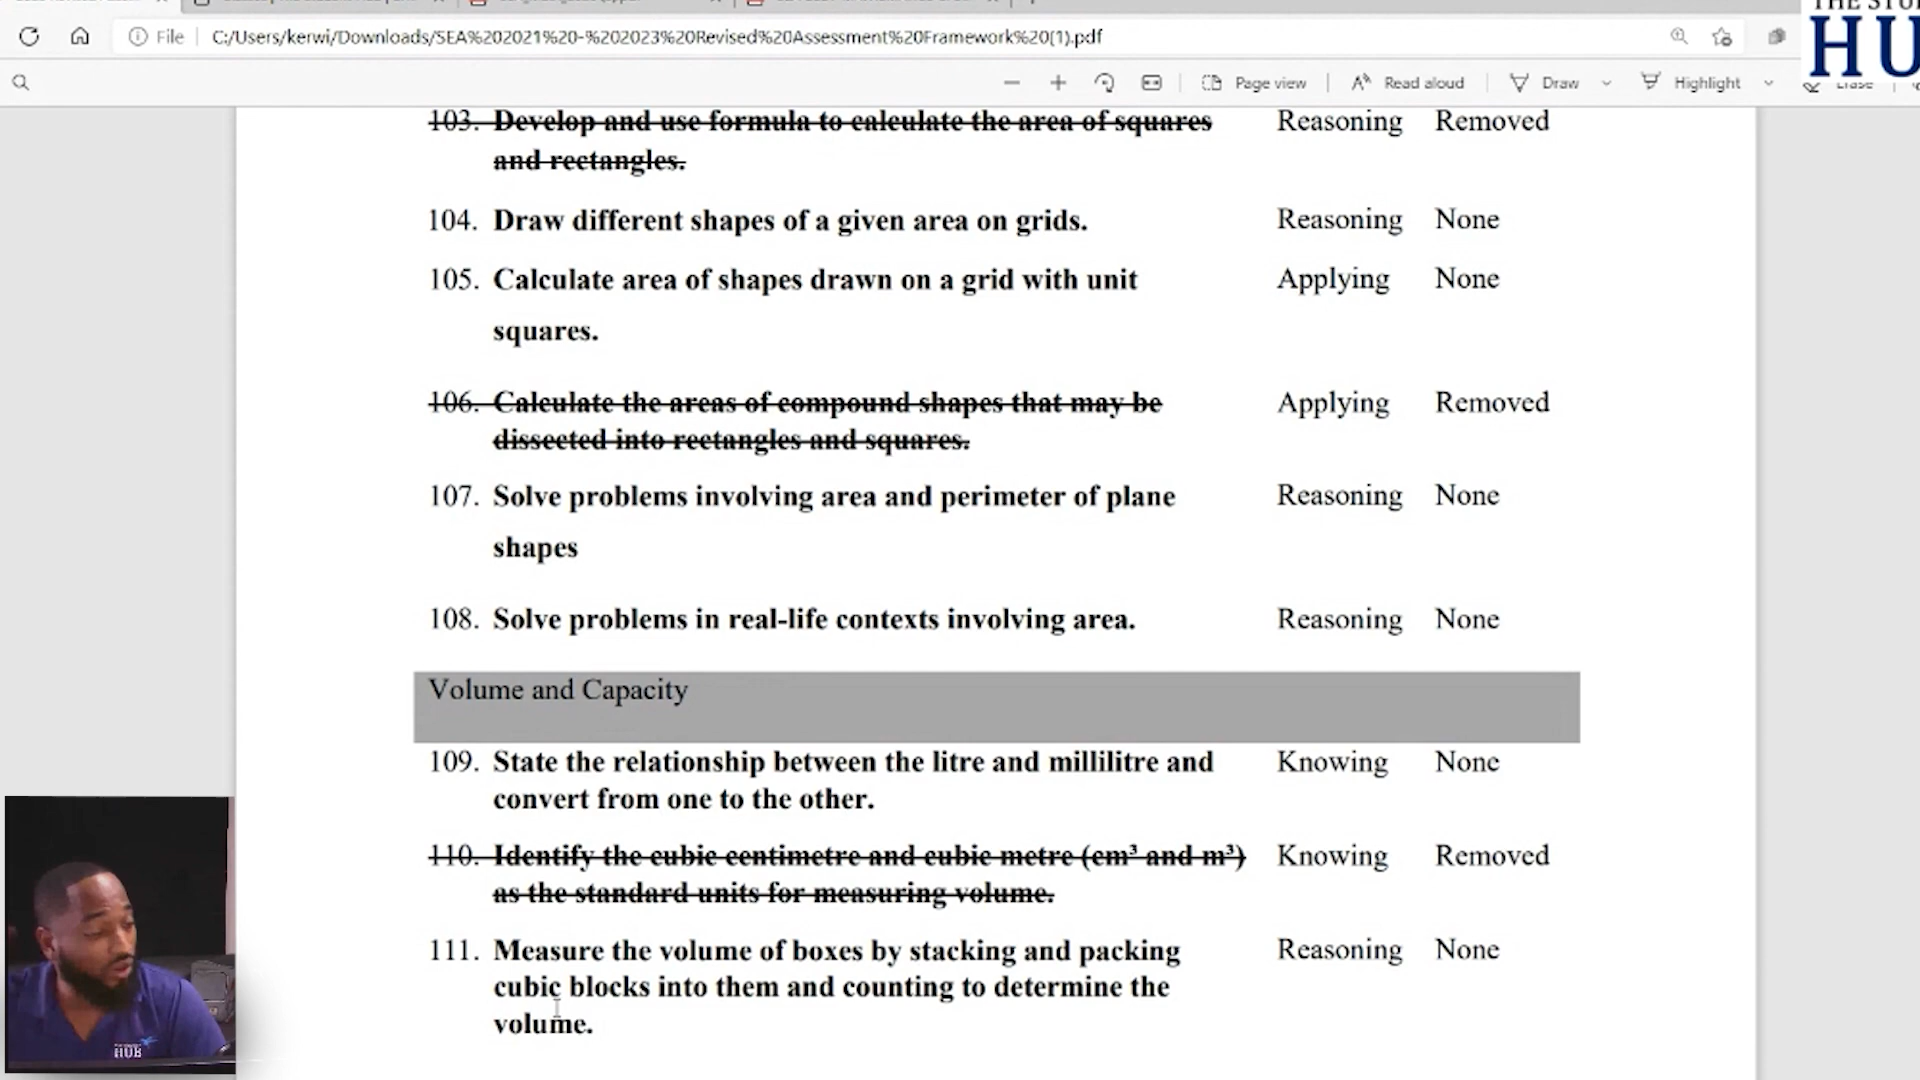 THE STU
HU
File C:/Users/kerwi/Downloads/SEA%202021%20-%202023%20Revised%20Assessment%20Framework%20(1).pdf
Page view Read aloud Draw Highlight Erase
103. Develop and use formula to calculate the area of squares Reasoning Removed
and rectangles.
104. Draw different shapes of a given area on grids. Reasoning None
105. Calculate area of shapes drawn on a grid with unit Applying None
squares.
106. Calculate the areas of compound shapes that may be Applying Removed
dissected into rectangles and squares.
107. Solve problems involving area and perimeter of plane Reasoning None
shapes
108. Solve problems in real-life contexts involving area. Reasoning None
Volume and Capacity
109. State the relationship between the litre and millilitre and Knowing None
convert from one to the other.
110. Identify the cubic centimetre and cubic metre (cm³ and m³) Knowing Removed
as the standard units for measuring volume.
111. Measure the volume of boxes by stacking and packing Reasoning None
cubic blocks into them and counting to determine the
volume.
HUB